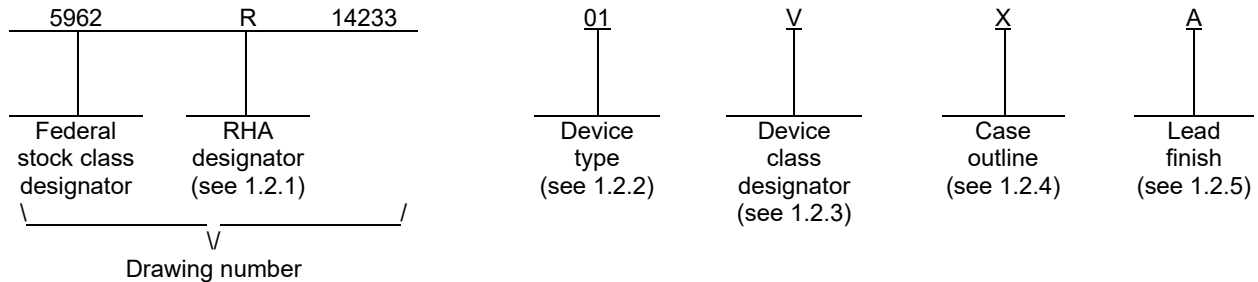 5962 R 14233 01 V X A
Federal stock class designator
RHA designator (see 1.2.1)
Device type (see 1.2.2)
Device class designator (see 1.2.3)
Case outline (see 1.2.4)
Lead finish (see 1.2.5)
Drawing number